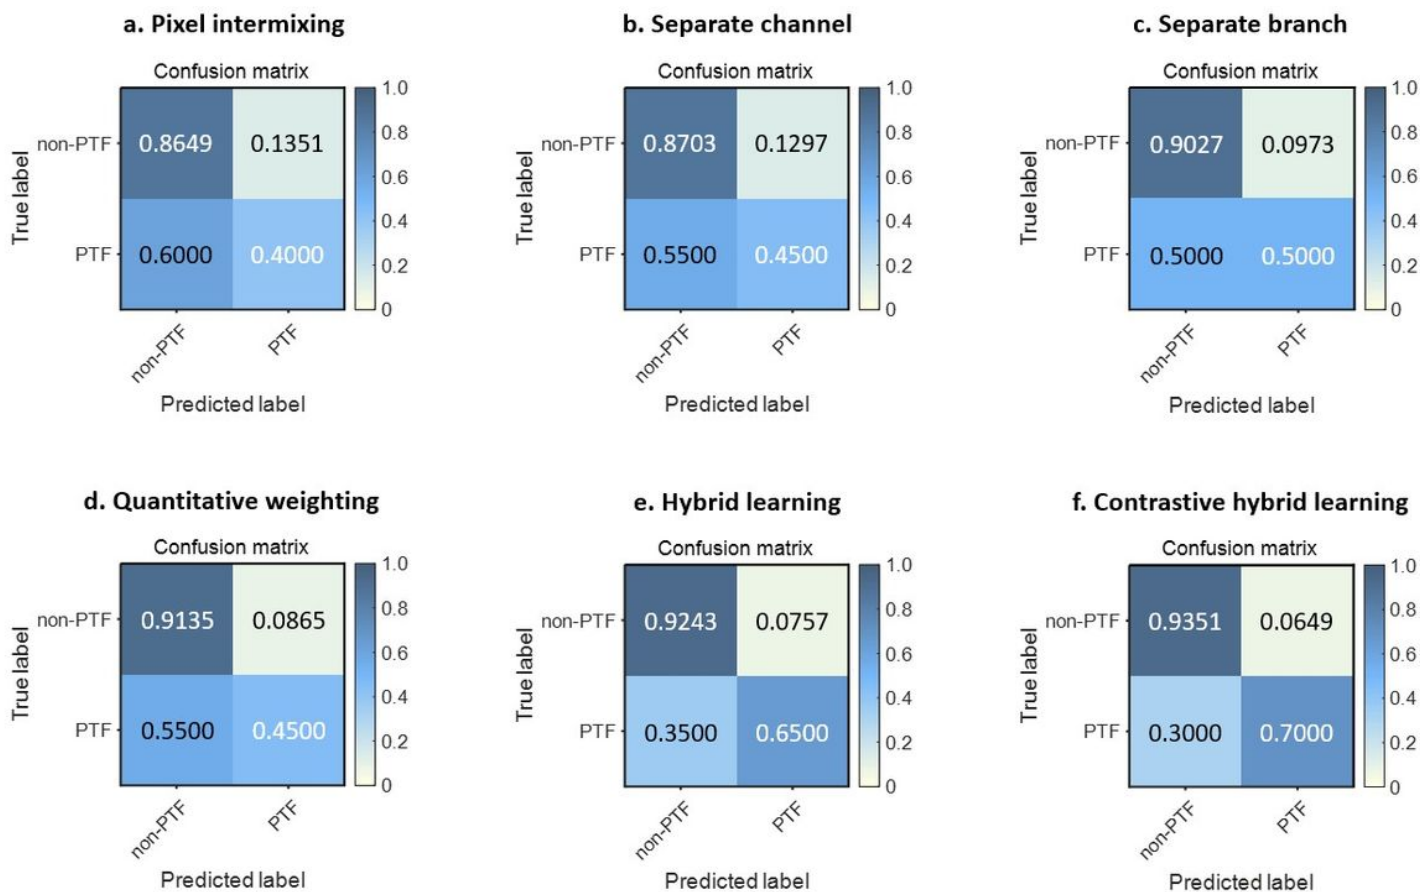 a. Pixel intermixing
Confusion matrix
True label
non-PTF
PTF
0.8649 0.1351
0.6000 0.4000
1.0
0.8
0.6
0.4
0.2
0
non-PTF
PTF
Predicted label
b. Separate channel
Confusion matrix
True label
non-PTF
PTF
0.8703 0.1297
0.5500 0.4500
1.0
0.8
0.6
0.4
0.2
0
non-PTF
PTF
Predicted label
c. Separate branch
Confusion matrix
True label
non-PTF
PTF
0.9027 0.0973
0.5000 0.5000
1.0
0.8
0.6
0.4
0.2
0
non-PTF
PTF
Predicted label
d. Quantitative weighting
Confusion matrix
True label
non-PTF
PTF
0.9135 0.0865
0.5500 0.4500
1.0
0.8
0.6
0.4
0.2
0
non-PTF
PTF
Predicted label
e. Hybrid learning
Confusion matrix
True label
non-PTF
PTF
0.9243 0.0757
0.3500 0.6500
1.0
0.8
0.6
0.4
0.2
0
non-PTF
PTF
Predicted label
f. Contrastive hybrid learning
Confusion matrix
True label
non-PTF
PTF
0.9351 0.0649
0.3000 0.7000
1.0
0.8
0.6
0.4
0.2
0
non-PTF
PTF
Predicted label